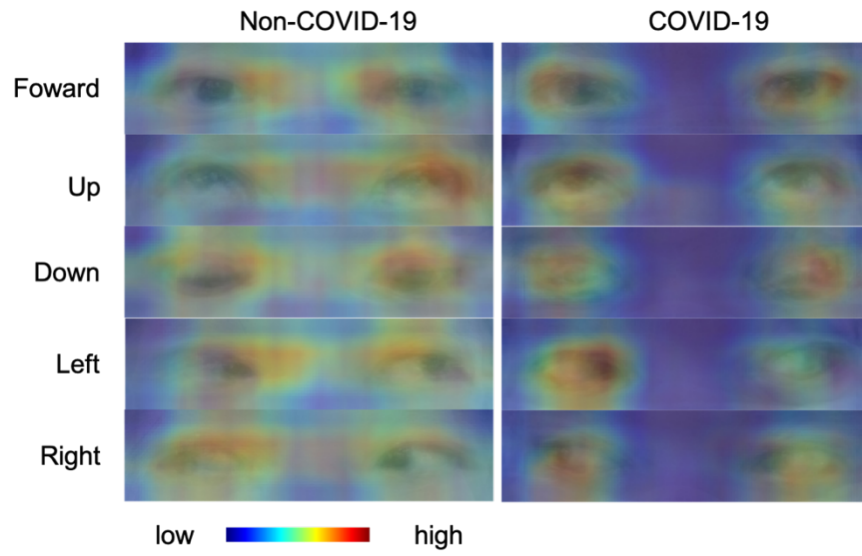 Non-COVID-19 COVID-19
Foward
Up
Down
Left
Right
low high